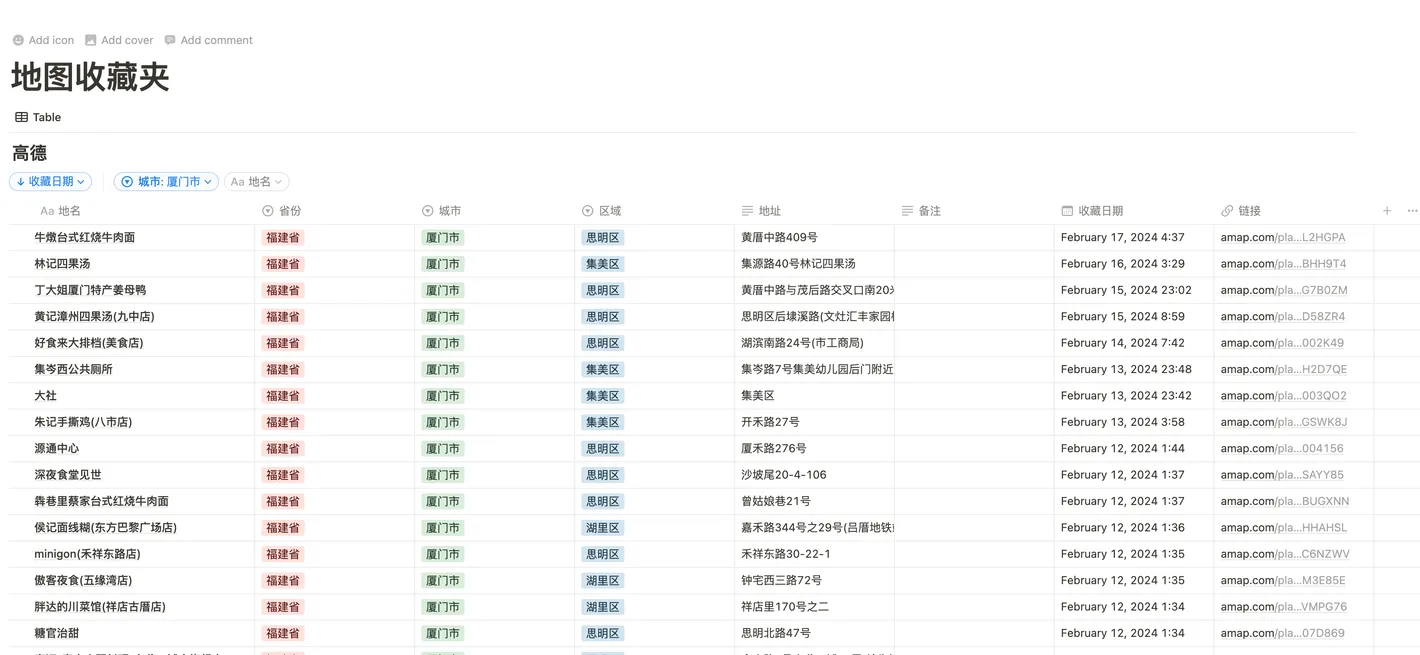 Add icon Add cover Add comment
地图收藏夹
Table
高德
收藏日期 城市: 厦门市 Aa 地名
Aa 地名 省份 城市 区域 地址 备注 收藏日期 链接
牛燉台式红烧牛肉面 福建省 厦门市 思明区 黄厝中路409号 February 17, 2024 4:37 amap.com/pla...L2HGPA
林记四果汤 福建省 厦门市 集美区 集源路40号林记四果汤 February 16, 2024 3:29 amap.com/pla...BHH9T4
丁大姐厦门特产姜母鸭 福建省 厦门市 思明区 黄厝中路与茂后路交叉口南20米 February 15, 2024 23:02 amap.com/pla...G7B0ZM
黄记漳州四果汤(九中店) 福建省 厦门市 思明区 思明区后埭溪路(文灶汇丰家园 February 15, 2024 8:59 amap.com/pla...D58ZR4
好食来大排档(美食店) 福建省 厦门市 思明区 湖滨南路24号(市工商局) February 14, 2024 7:42 amap.com/pla...002K49
集岑西公共厕所 福建省 厦门市 集美区 集岑路7号集美幼儿园后门附近 February 13, 2024 23:48 amap.com/pla...H2D7QE
大社 福建省 厦门市 集美区 集美区 February 13, 2024 23:42 amap.com/pla...003QO2
朱记手撕鸡(八市店) 福建省 厦门市 集美区 开禾路27号 February 13, 2024 3:58 amap.com/pla...GSWK8J
源通中心 福建省 厦门市 思明区 厦禾路276号 February 12, 2024 1:44 amap.com/pla...004156
深夜食堂见世 福建省 厦门市 思明区 沙坡尾20-4-106 February 12, 2024 1:37 amap.com/pla...SAYY85
犇巷里蔡家台式红烧牛肉面 福建省 厦门市 思明区 曾姑娘巷21号 February 12, 2024 1:37 amap.com/pla...BUGXNN
侯记面线糊(东方巴黎广场店) 福建省 厦门市 湖里区 嘉禾路344号之29号(吕厝地铁 February 12, 2024 1:36 amap.com/pla...HHAHSL
minigon(禾祥东路店) 福建省 厦门市 思明区 禾祥东路30-22-1 February 12, 2024 1:35 amap.com/pla...C6NZWV
傲客夜食(五缘湾店) 福建省 厦门市 湖里区 钟宅西三路72号 February 12, 2024 1:35 amap.com/pla...M3E85E
胖达的川菜馆(祥店古厝店) 福建省 厦门市 湖里区 祥店里170号之二 February 12, 2024 1:34 amap.com/pla...VMPG76
糖官治甜 福建省 厦门市 思明区 思明北路47号 February 12, 2024 1:34 amap.com/pla...07D869